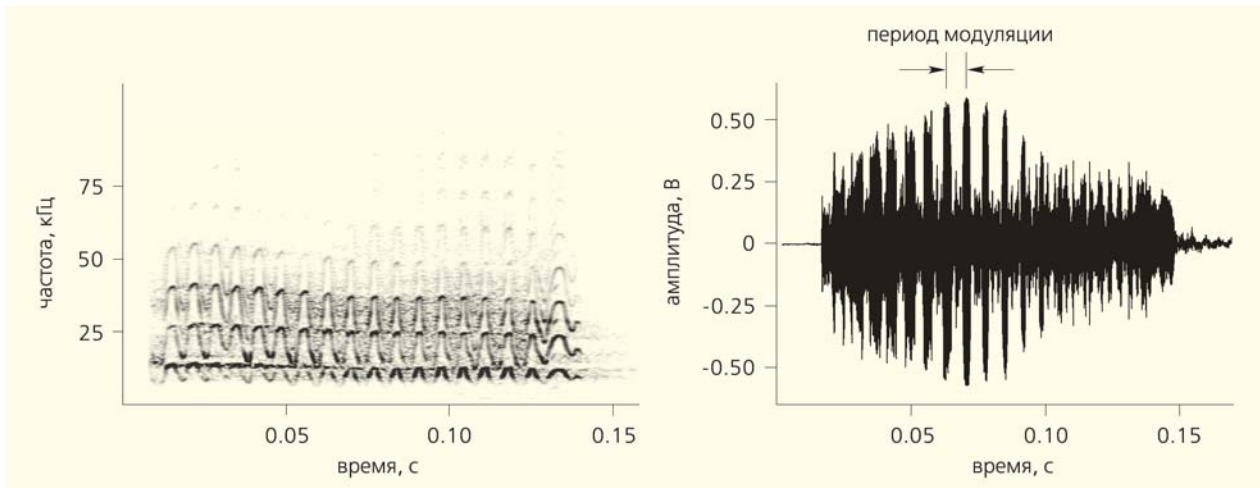 частота, кГц
75
50
25
0.05
0.10
0.15
время, с
период модуляции
амплитуда, В
0.50
0.25
0
-0.25
-0.50
0.05
0.10
0.15
время, с